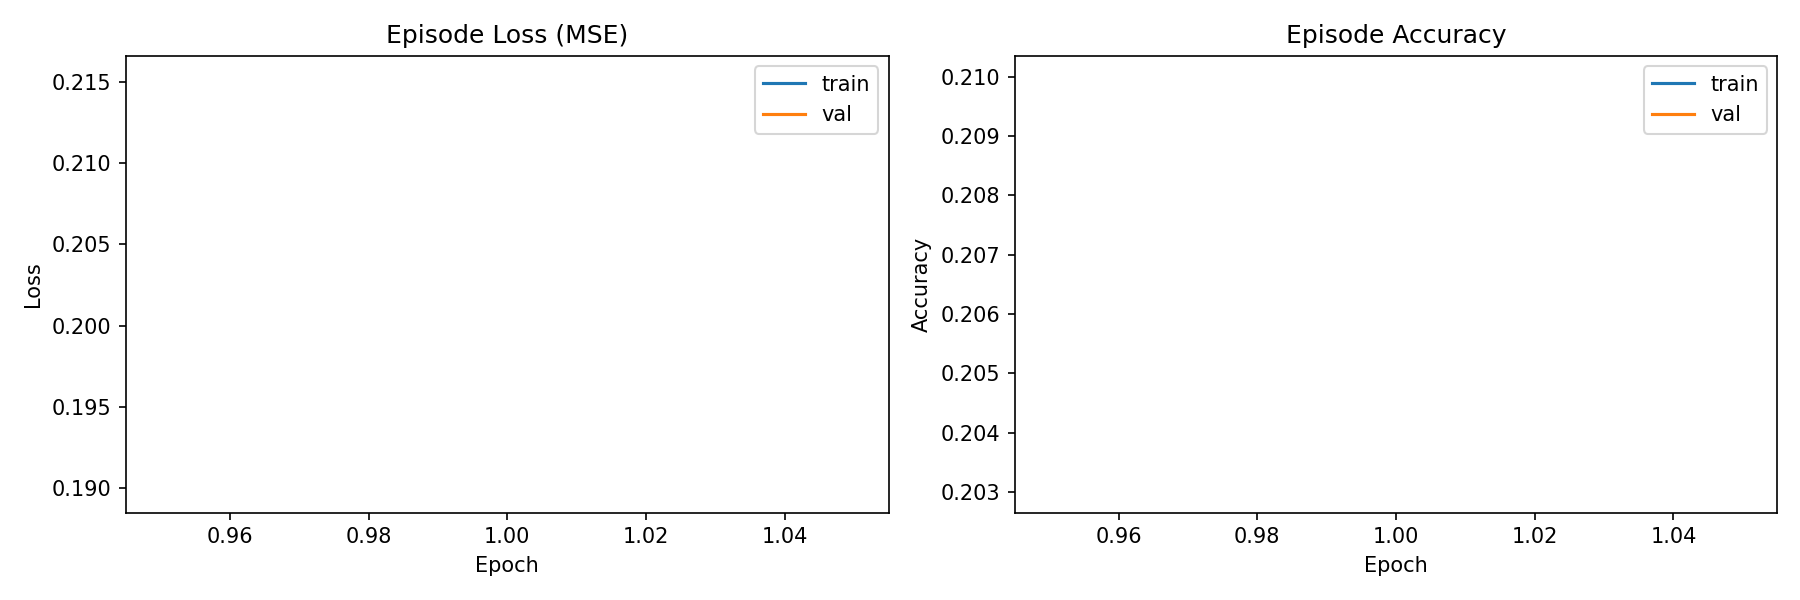 Episode Loss (MSE)
train
val
0.215
0.210
0.205
0.200
0.195
0.190
Loss
0.96
0.98
1.00
1.02
1.04
Epoch
Episode Accuracy
train
val
0.210
0.209
0.208
0.207
0.206
0.205
0.204
0.203
Accuracy
0.96
0.98
1.00
1.02
1.04
Epoch